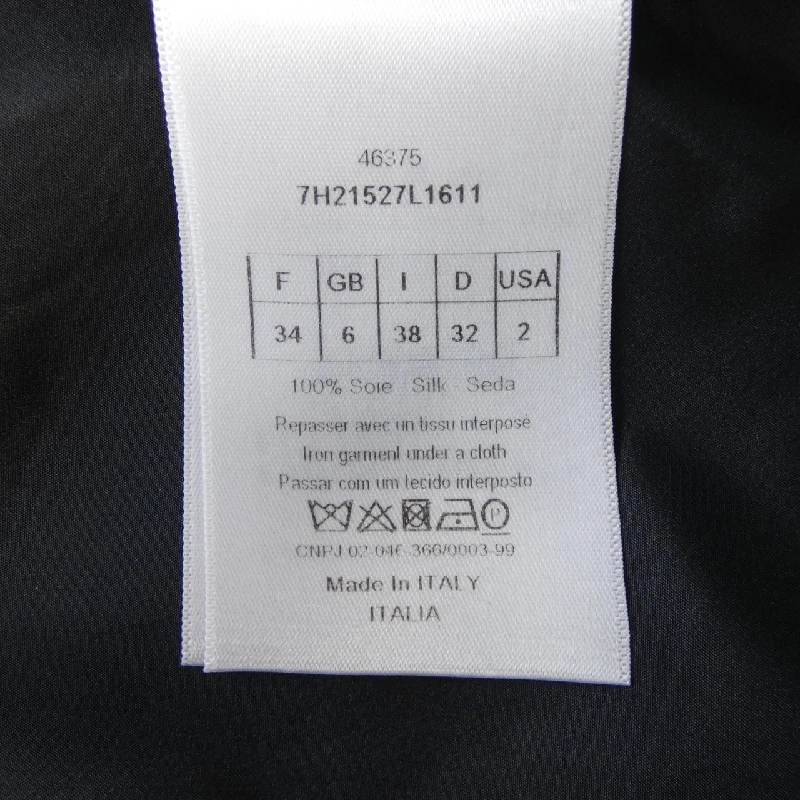 46375
7H21527L1611
F GB I D USA
34 6 38 32 2
100% Soie - Silk - Seda
Repasser avec un tissu interposé
Iron garment under a cloth
Passar com um tecido interposto
P
CNPJ 02-046-366/0003-99
Made In ITALY
ITALIA